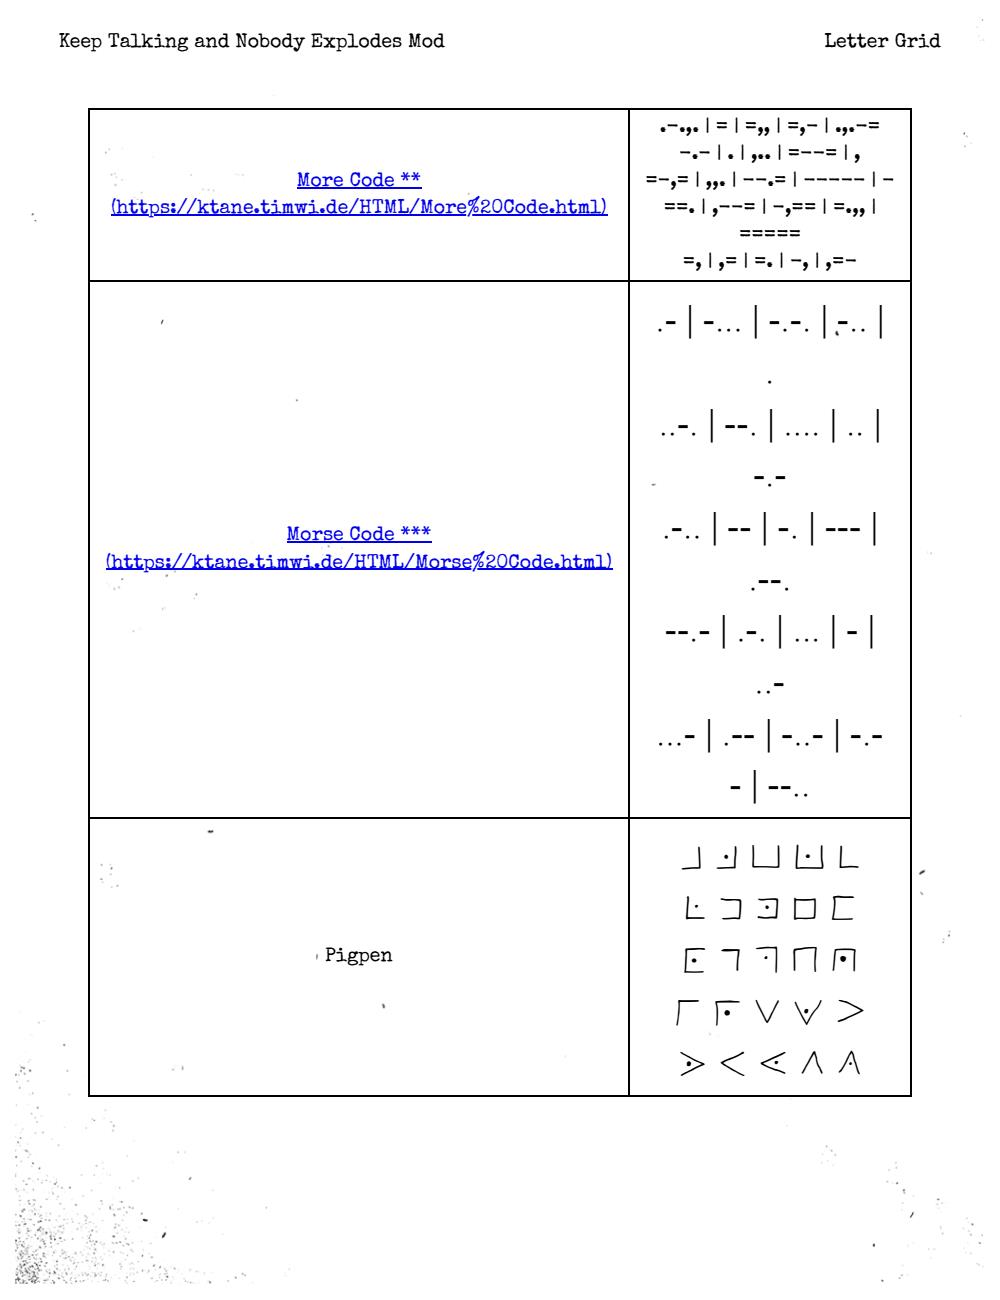 Keep Talking and Nobody Explodes Mod
Letter Grid
More Code **
(https://ktane.timwi.de/HTML/More%20Code.html)
.-.,. | = | =,, | =,- | .,.-=
-.- | . | ,.. | =--= | ,
=-,= | ,,. | --.= | ----- | -
==. | ,--= | -,== | =.,, |
=====
=, | ,= | =. | -, | ,=-
Morse Code ***
(https://ktane.timwi.de/HTML/Morse%20Code.html)
.- | -... | -.-. | -.. |
.
..-. | --. | .... | .. |
-.-
.-.. | -- | -. | --- |
.--.
--.- | .-. | ... | - |
..-
...- | .-- | -..- | -.-
- | --..
Pigpen